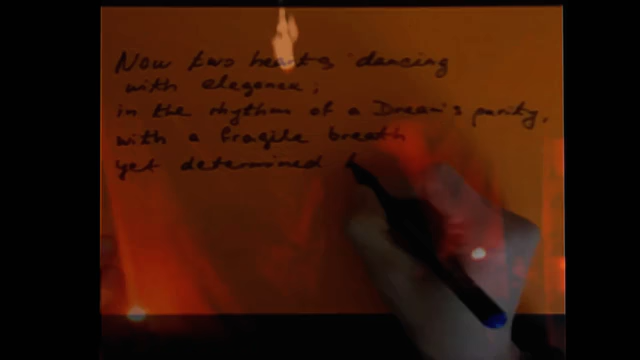 Now two hearts dancing
with elegance;
in the rhythm of a Dream's purity,
with a fragile breath
yet determined